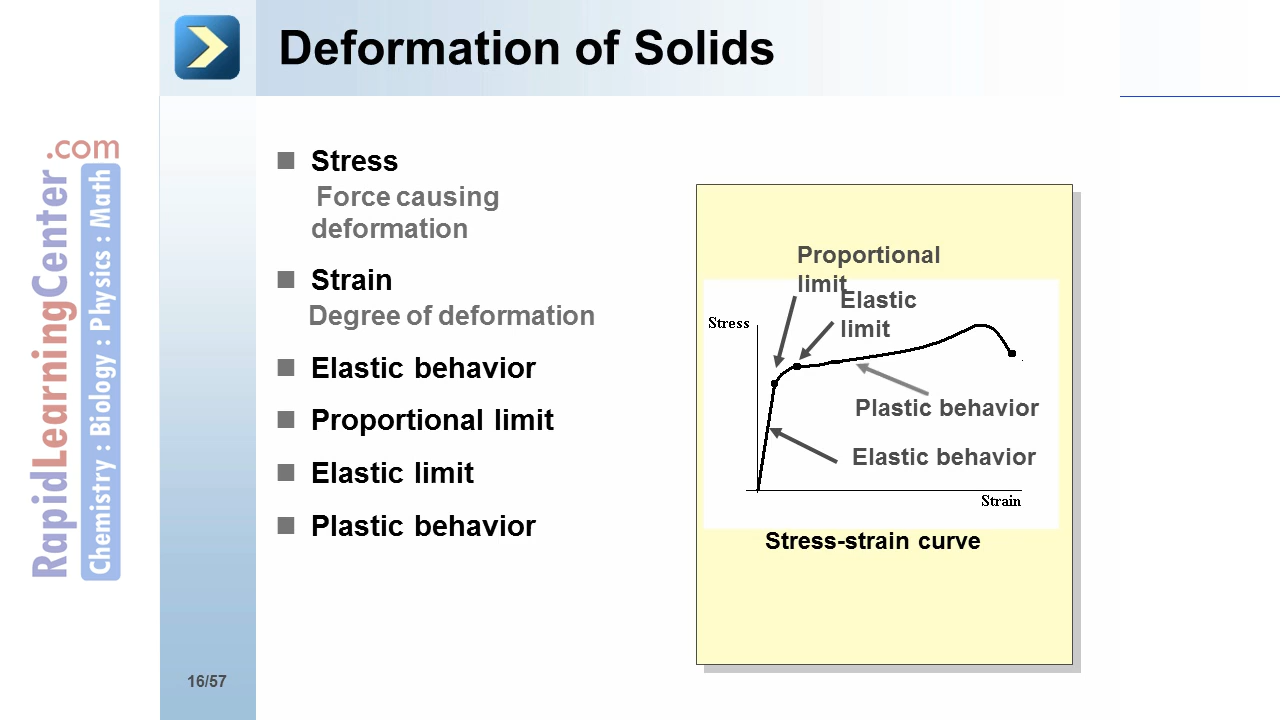 Deformation of Solids
.com
RapidLearningCenter
Chemistry : Biology : Physics : Math
Stress
Force causing
deformation
Strain
Degree of deformation
Elastic behavior
Proportional limit
Elastic limit
Plastic behavior
Proportional
limit
Elastic
limit
Stress
Plastic behavior
Elastic behavior
Strain
Stress-strain curve
16/57